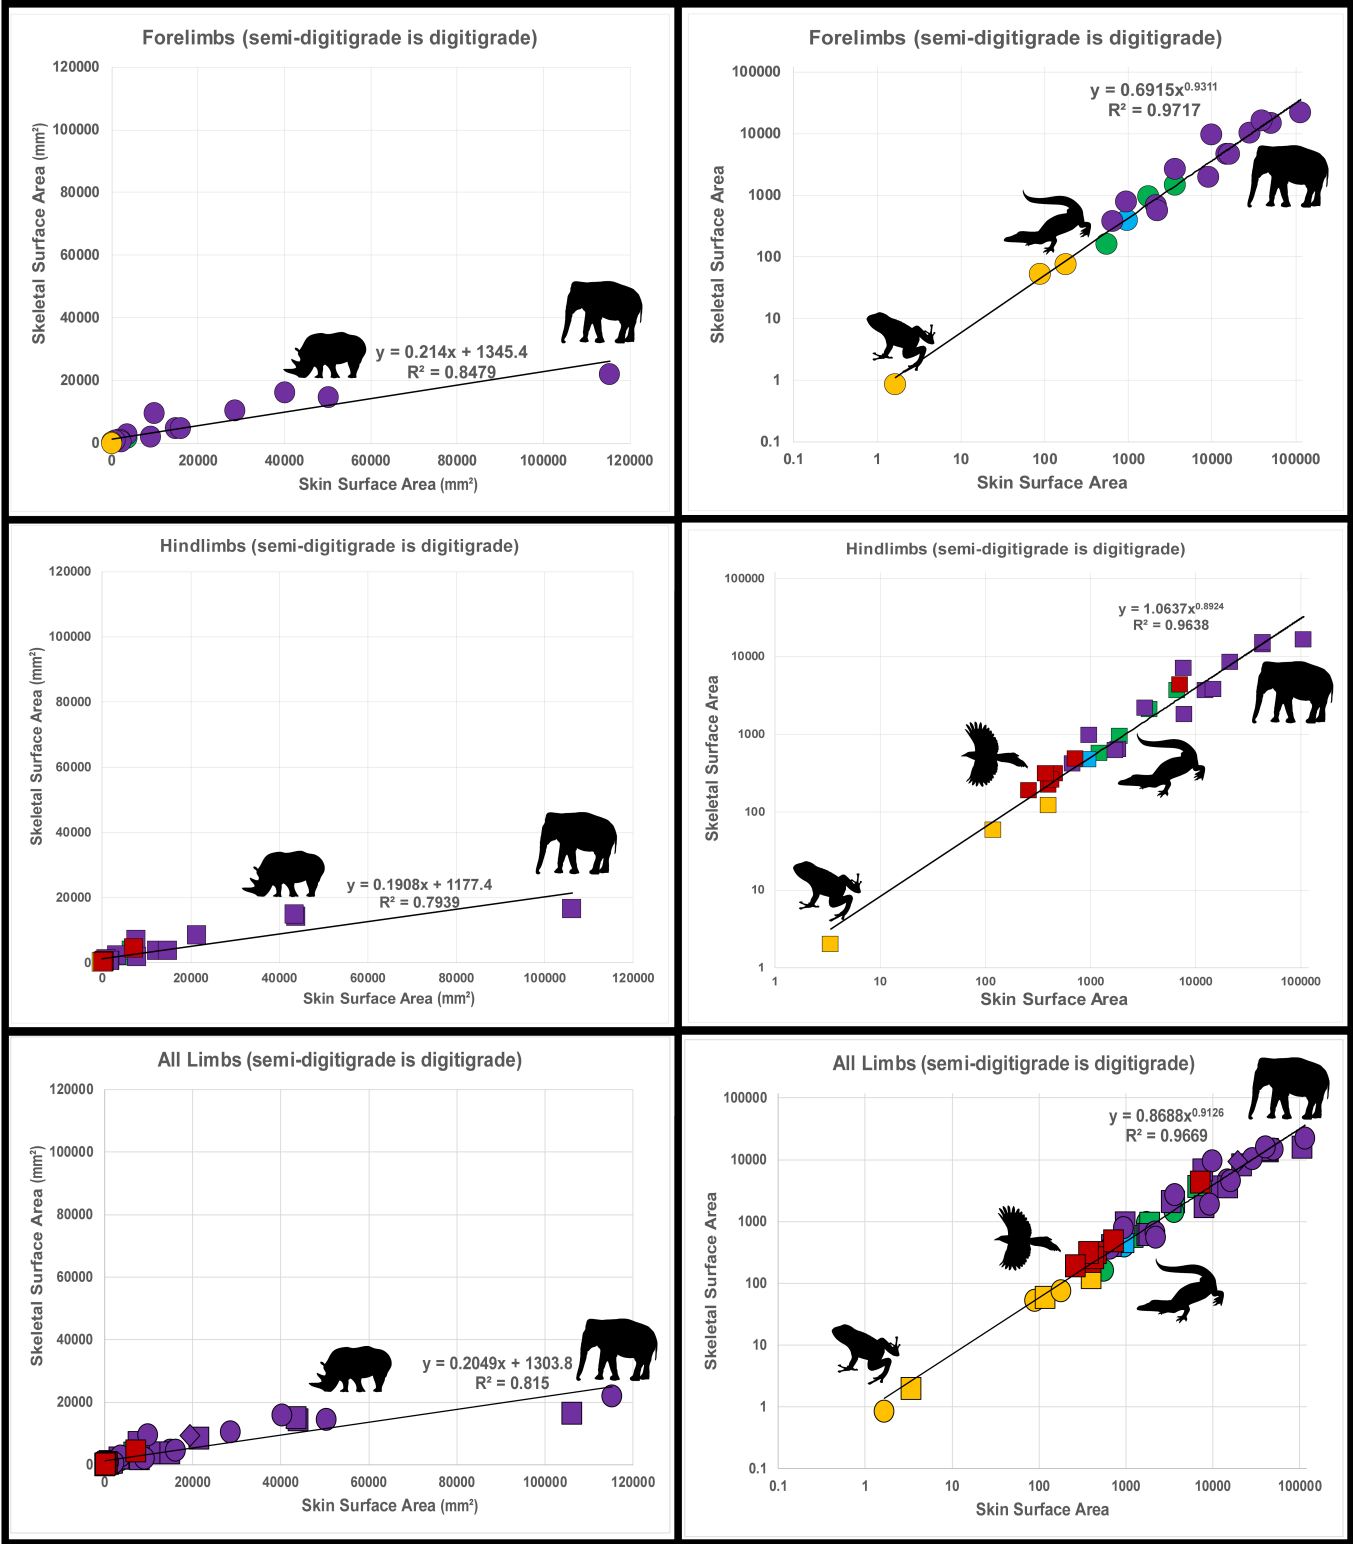 Forelimbs (semi-digitigrade is digitigrade)
120000
100000
80000
60000
40000
20000
0
Skeletal Surface Area (mm²)
y = 0.214x + 1345.4
R² = 0.8479
0 20000 40000 60000 80000 100000 120000
Skin Surface Area (mm²)
Forelimbs (semi-digitigrade is digitigrade)
100000
10000
1000
100
10
1
0.1
Skeletal Surface Area
y = 0.6915x^0.9311
R² = 0.9717
0.1 1 10 100 1000 10000 100000
Skin Surface Area
Hindlimbs (semi-digitigrade is digitigrade)
120000
100000
80000
60000
40000
20000
0
Skeletal Surface Area (mm²)
y = 0.1908x + 1177.4
R² = 0.7939
0 20000 40000 60000 80000 100000 120000
Skin Surface Area (mm²)
Hindlimbs (semi-digitigrade is digitigrade)
100000
10000
1000
100
10
1
Skeletal Surface Area
y = 1.0637x^0.8924
R² = 0.9638
1 10 100 1000 10000 100000
Skin Surface Area
All Limbs (semi-digitigrade is digitigrade)
120000
100000
80000
60000
40000
20000
0
Skeletal Surface Area (mm²)
y = 0.2049x + 1303.8
R² = 0.815
0 20000 40000 60000 80000 100000 120000
Skin Surface Area (mm²)
All Limbs (semi-digitigrade is digitigrade)
100000
10000
1000
100
10
1
0.1
Skeletal Surface Area
y = 0.8688x^0.9126
R² = 0.9669
0.1 1 10 100 1000 10000 100000
Skin Surface Area